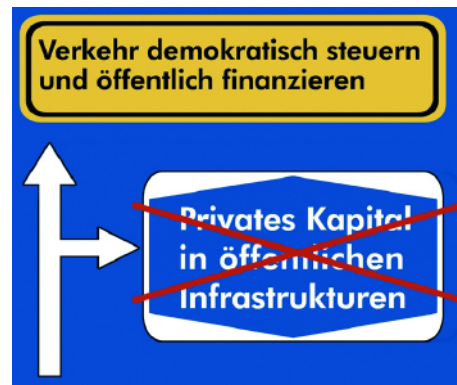 Verkehr demokratisch steuern
und öffentlich finanzieren
Privates Kapital
in öffentlichen
Infrastrukturen